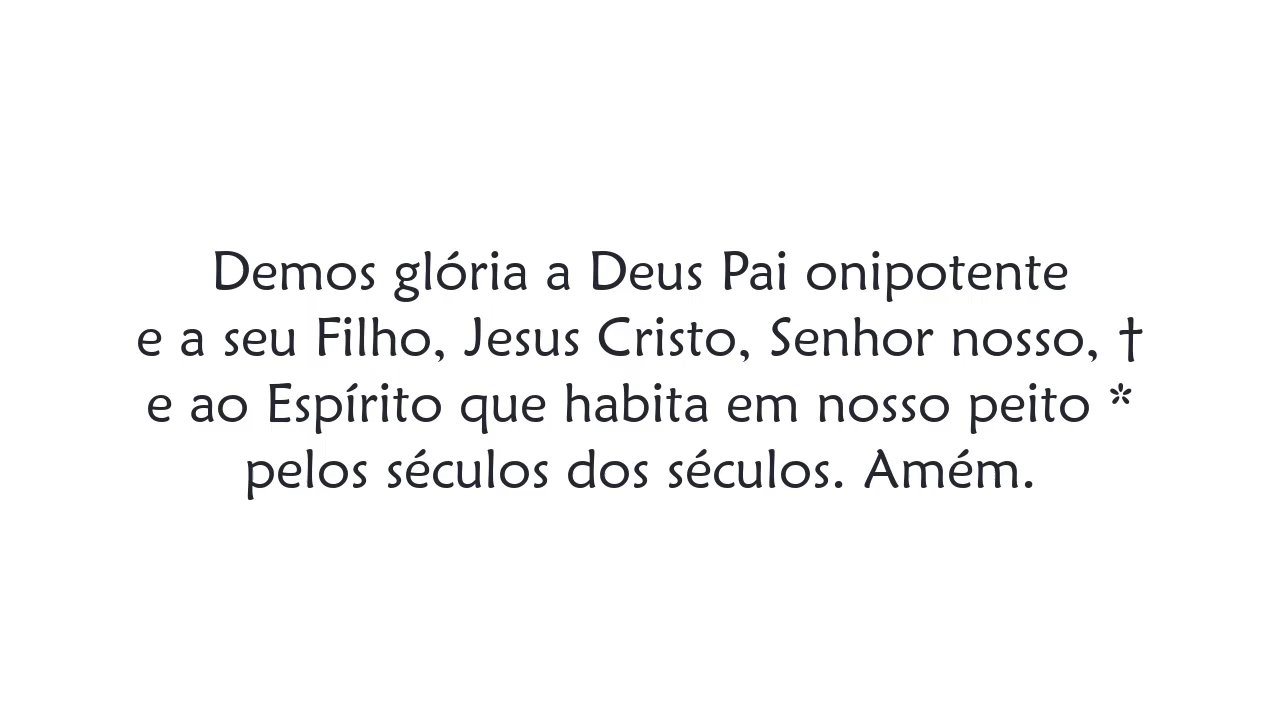 Demos glória a Deus Pai onipotente
e a seu Filho, Jesus Cristo, Senhor nosso, †
e ao Espírito que habita em nosso peito *
pelos séculos dos séculos. Amém.